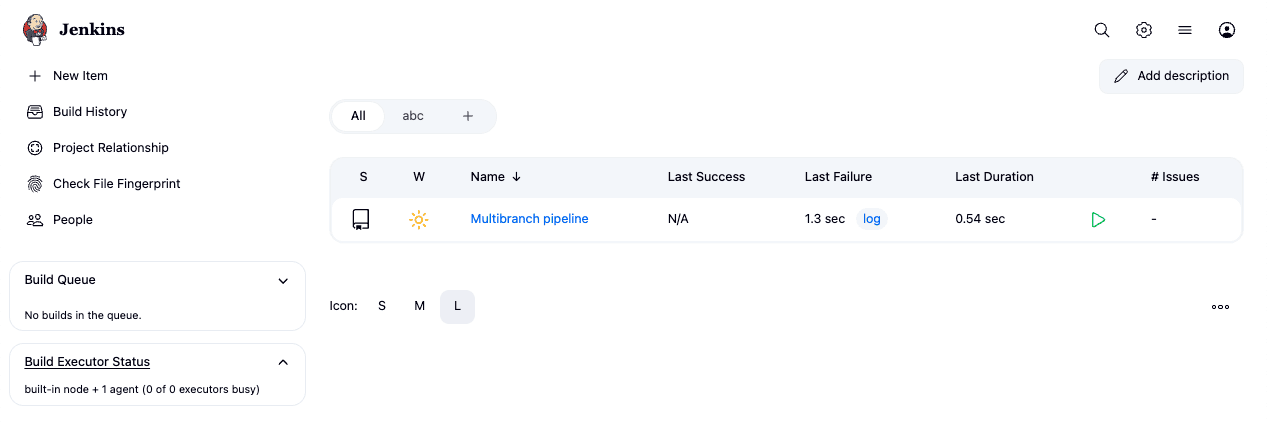 Jenkins
New Item
Build History
Project Relationship
Check File Fingerprint
People
Build Queue
No builds in the queue.
Build Executor Status
built-in node + 1 agent (0 of 0 executors busy)
Add description
All abc +
S W Name ↓ Last Success Last Failure Last Duration # Issues
Multibranch pipeline N/A 1.3 sec log 0.54 sec -
Icon: S M L